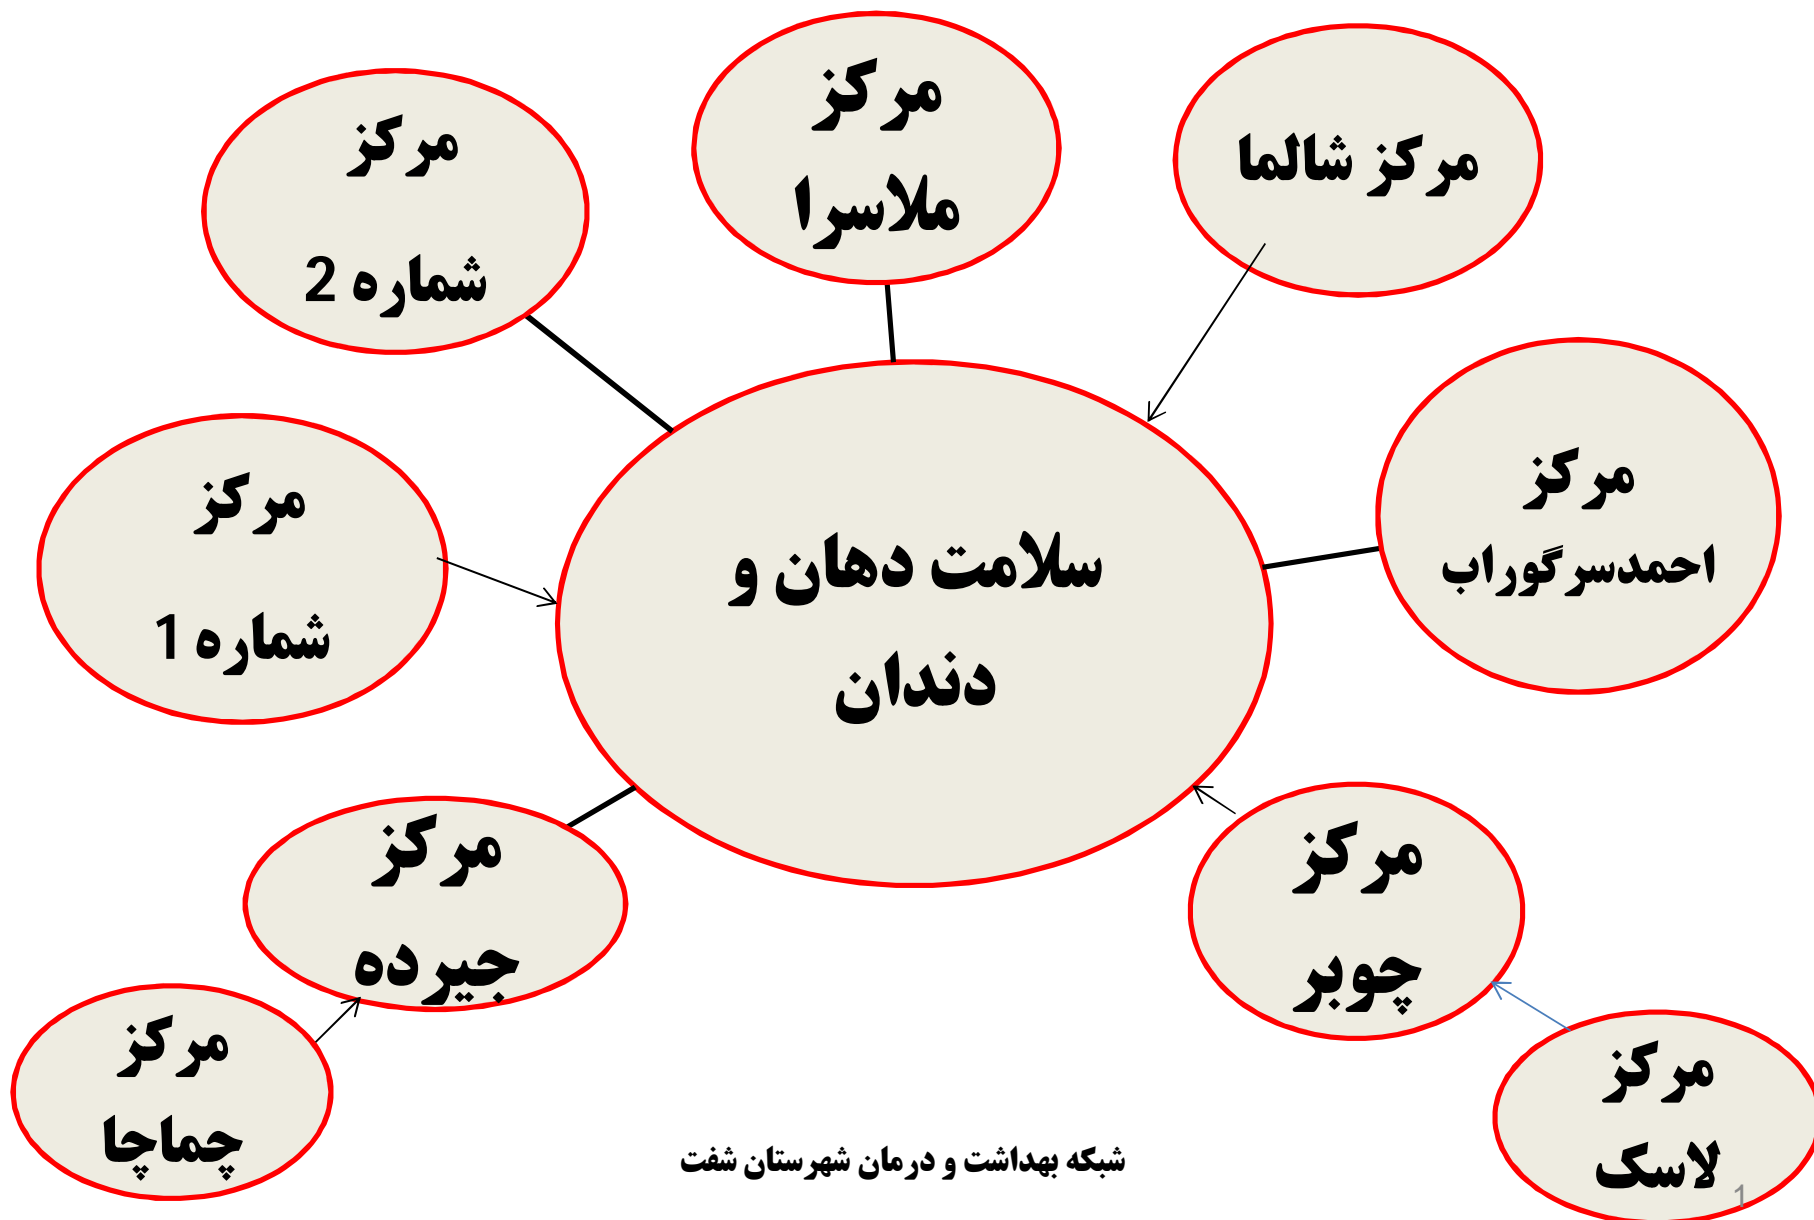 مرکز شالما
مرکز
ملاسرا
مرکز
شماره 2
مرکز
احمدسرگوراب
مرکز
شماره 1
سلامت دهان و
دندان
مرکز
چوبر
مرکز
جیرده
مرکز
لاسک
مرکز
چماچا
شبکه بهداشت و درمان شهرستان شفت
1